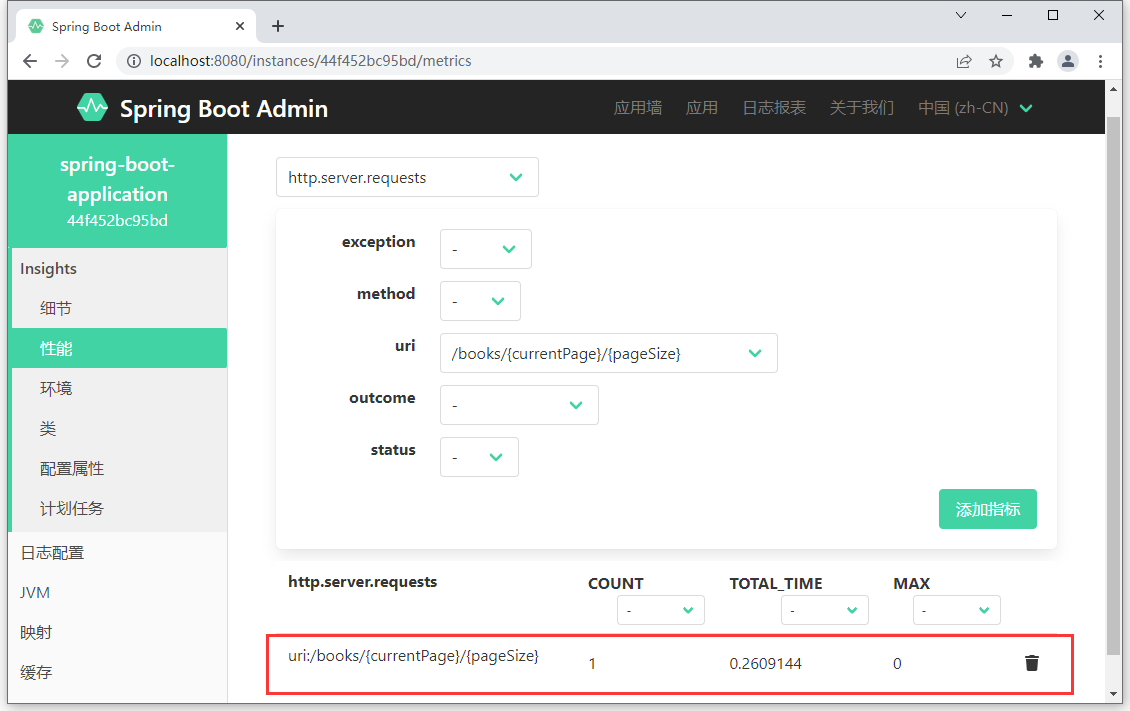 Spring Boot Admin
localhost:8080/instances/44f452bc95bd/metrics
Spring Boot Admin
应用墙 应用 日志报表 关于我们 中国 (zh-CN)
spring-boot-
application
44f452bc95bd
Insights
细节
性能
环境
类
配置属性
计划任务
日志配置
JVM
映射
缓存
http.server.requests
exception -
method -
uri /books/{currentPage}/{pageSize}
outcome -
status -
添加指标
http.server.requests COUNT TOTAL_TIME MAX
- - -
uri:/books/{currentPage}/{pageSize} 1 0.2609144 0